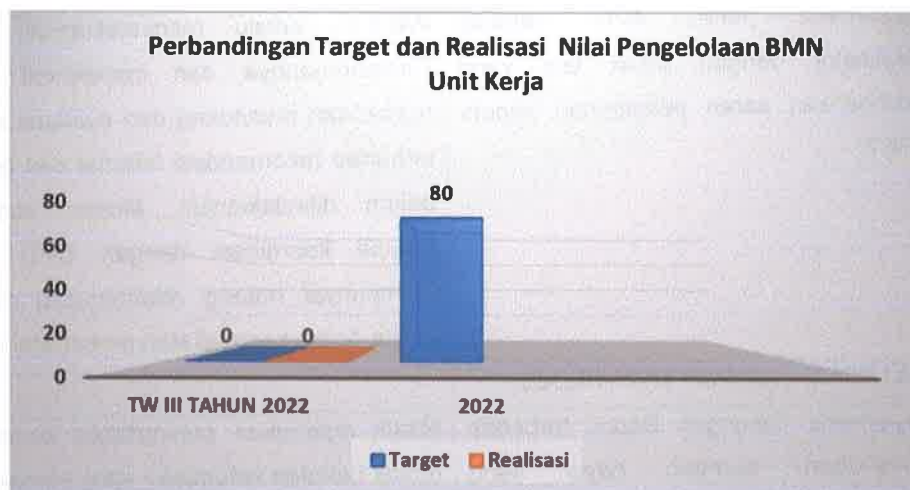 Perbandingan Target dan Realisasi Nilai Pengelolaan BMN
Unit Kerja
80
80
60
40
20
0
0
0
TW III TAHUN 2022
2022
Target
Realisasi